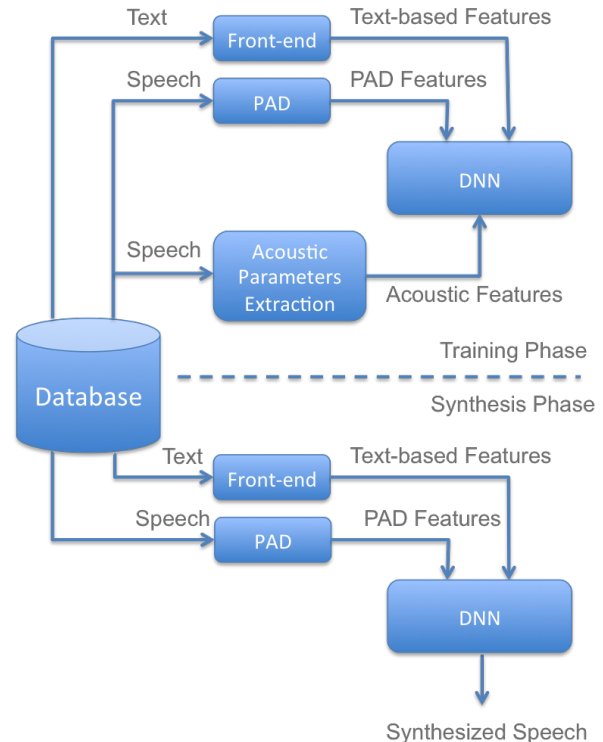 Text
Front-end
Text-based Features
Speech
PAD
PAD Features
DNN
Speech
Acoustic
Parameters
Extraction
Acoustic Features
Training Phase
Database
Synthesis Phase
Text
Front-end
Text-based Features
Speech
PAD
PAD Features
DNN
Synthesized Speech